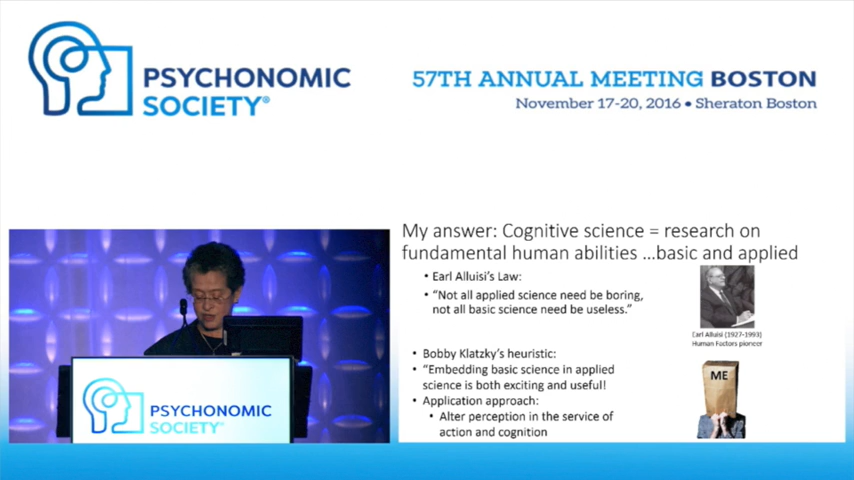 PSYCHONOMIC
SOCIETY®
57TH ANNUAL MEETING BOSTON
November 17-20, 2016 • Sheraton Boston
My answer: Cognitive science = research on
fundamental human abilities ...basic and applied
• Earl Alluisi's Law:
• "Not all applied science need be boring,
not all basic science need be useless."
Earl Alluisi (1927-1993)
Human Factors pioneer
• Bobby Klatzky's heuristic:
• "Embedding basic science in applied
science is both exciting and useful!
• Application approach:
• Alter perception in the service of
action and cognition
ME
PSYCHONOMIC
SOCIETY®